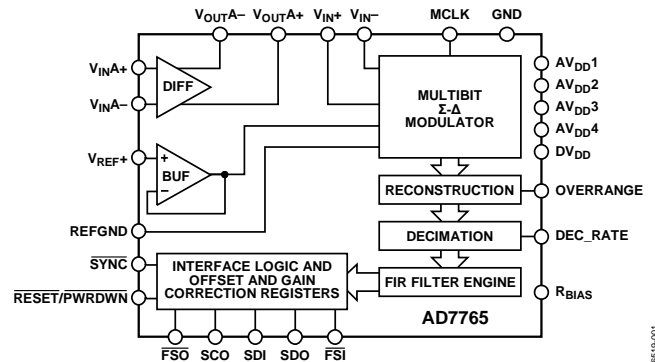 VOUTA– VOUTA+ VIN+ VIN– MCLK GND
VINA+
VINA–
DIFF
VREF+
+
–
BUF
REFGND
SYNC
RESET/PWRDWN
INTERFACE LOGIC AND
OFFSET AND GAIN
CORRECTION REGISTERS
FSO SCO SDI SDO FSI
MULTIBIT
Σ-Δ
MODULATOR
RECONSTRUCTION
DECIMATION
FIR FILTER ENGINE
AD7765
AVDD1
AVDD2
AVDD3
AVDD4
DVDD
OVERRANGE
DEC_RATE
RBIAS